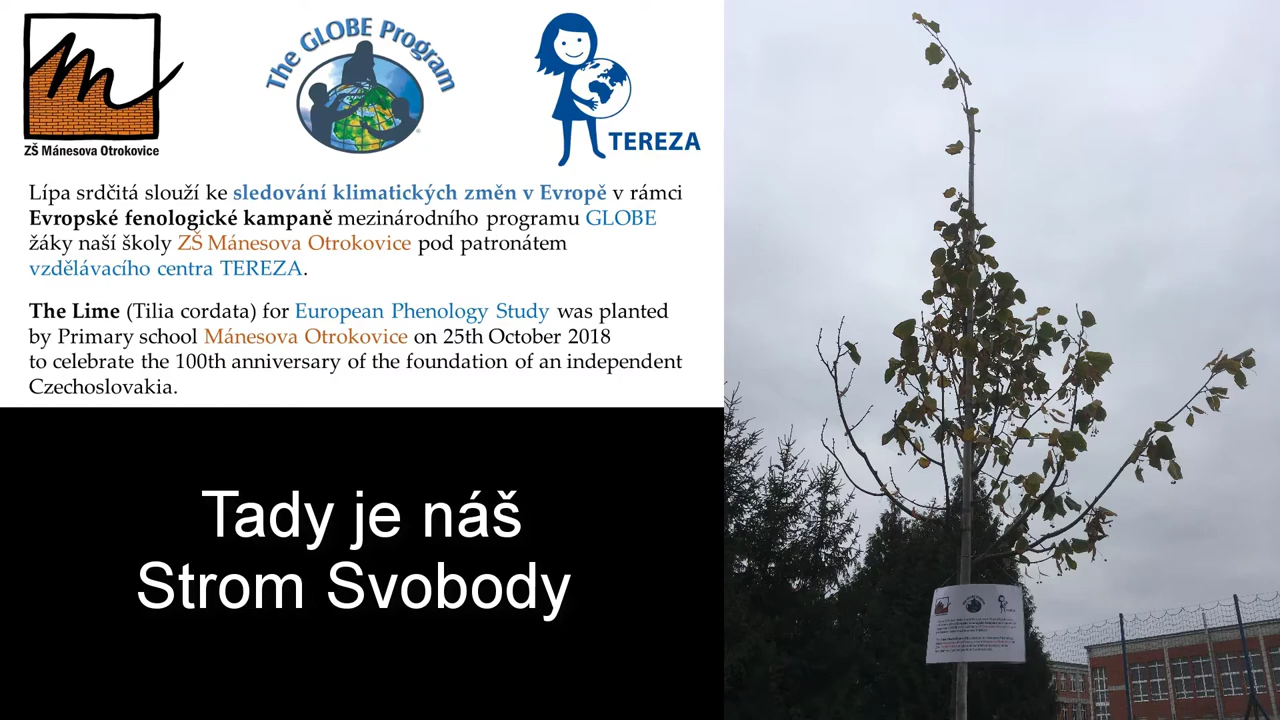 ZŠ Mánesova Otrokovice
The GLOBE Program
TEREZA
Lípa srdčitá slouží ke sledování klimatických změn v Evropě v rámci
Evropské fenologické kampaně mezinárodního programu GLOBE
žáky naší školy ZŠ Mánesova Otrokovice pod patronátem
vzdělávacího centra TEREZA.
The Lime (Tilia cordata) for European Phenology Study was planted
by Primary school Mánesova Otrokovice on 25th October 2018
to celebrate the 100th anniversary of the foundation of an independent
Czechoslovakia.
Tady je náš
Strom Svobody